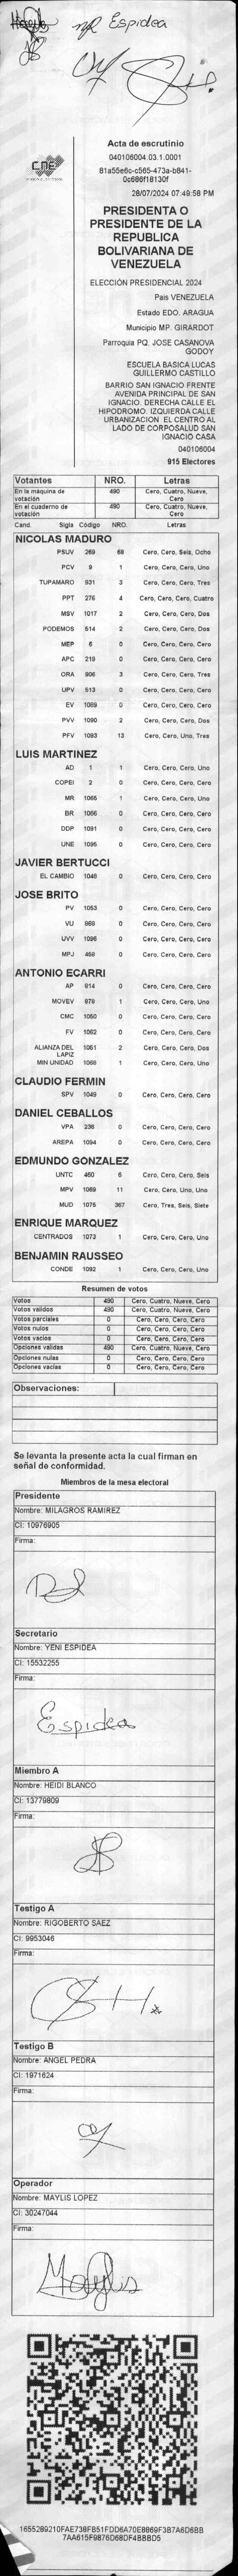 Espidea
CNE
Acta de escrutinio
040106004.03.1.0001
81a55e6c-c565-473a-b841-
0c686f18130f
28/07/2024 07:49:58 PM
PRESIDENTA O
PRESIDENTE DE LA
REPUBLICA
BOLIVARIANA DE
VENEZUELA
ELECCIÓN PRESIDENCIAL 2024
Pais VENEZUELA
Estado EDO. ARAGUA
Municipio MP. GIRARDOT
Parroquia PQ. JOSE CASANOVA
GODOY
ESCUELA BASICA LUCAS
GUILLERMO CASTILLO
BARRIO SAN IGNACIO FRENTE
AVENIDA PRINCIPAL DE SAN
IGNACIO. DERECHA CALLE EL
HIPODROMO. IZQUIERDA CALLE
URBANIZACION EL CENTRO AL
LADO DE CORPOSALUD SAN
IGNACIO CASA
040106004
915 Electores
Votantes NRO. Letras
En la máquina de votación 490 Cero, Cuatro, Nueve, Cero
En el cuaderno de votación 490 Cero, Cuatro, Nueve, Cero
Cand. Sigla Código NRO. Letras
NICOLAS MADURO
PSUV 269 68 Cero, Cero, Seis, Ocho
PCV 9 1 Cero, Cero, Cero, Uno
TUPAMARO 931 3 Cero, Cero, Cero, Tres
PPT 276 4 Cero, Cero, Cero, Cuatro
MSV 1017 2 Cero, Cero, Cero, Dos
PODEMOS 514 2 Cero, Cero, Cero, Dos
MEP 6 0 Cero, Cero, Cero, Cero
APC 219 0 Cero, Cero, Cero, Cero
ORA 906 3 Cero, Cero, Cero, Tres
UPV 513 0 Cero, Cero, Cero, Cero
EV 1089 0 Cero, Cero, Cero, Cero
PVV 1090 2 Cero, Cero, Cero, Dos
PFV 1093 13 Cero, Cero, Uno, Tres
LUIS MARTINEZ
AD 1 1 Cero, Cero, Cero, Uno
COPEI 2 0 Cero, Cero, Cero, Cero
MR 1065 1 Cero, Cero, Cero, Uno
BR 1066 0 Cero, Cero, Cero, Cero
DDP 1091 0 Cero, Cero, Cero, Cero
UNE 1095 0 Cero, Cero, Cero, Cero
JAVIER BERTUCCI
EL CAMBIO 1048 0 Cero, Cero, Cero, Cero
JOSE BRITO
PV 1053 0 Cero, Cero, Cero, Cero
VU 868 0 Cero, Cero, Cero, Cero
UVV 1096 0 Cero, Cero, Cero, Cero
MPJ 468 0 Cero, Cero, Cero, Cero
ANTONIO ECARRI
AP 814 0 Cero, Cero, Cero, Cero
MOVEV 878 1 Cero, Cero, Cero, Uno
CMC 1050 0 Cero, Cero, Cero, Cero
FV 1062 0 Cero, Cero, Cero, Cero
ALIANZA DEL LAPIZ 1051 2 Cero, Cero, Cero, Dos
MIN UNIDAD 1068 1 Cero, Cero, Cero, Uno
CLAUDIO FERMIN
SPV 1049 0 Cero, Cero, Cero, Cero
DANIEL CEBALLOS
VPA 238 0 Cero, Cero, Cero, Cero
AREPA 1094 0 Cero, Cero, Cero, Cero
EDMUNDO GONZALEZ
UNTC 460 6 Cero, Cero, Cero, Seis
MPV 1069 11 Cero, Cero, Uno, Uno
MUD 1075 367 Cero, Tres, Seis, Siete
ENRIQUE MARQUEZ
CENTRADOS 1073 1 Cero, Cero, Cero, Uno
BENJAMIN RAUSSEO
CONDE 1092 1 Cero, Cero, Cero, Uno
Resumen de votos
Votos 490 Cero, Cuatro, Nueve, Cero
Votos validos 490 Cero, Cuatro, Nueve, Cero
Votos parciales 0 Cero, Cero, Cero, Cero
Votos nulos 0 Cero, Cero, Cero, Cero
Votos vacios 0 Cero, Cero, Cero, Cero
Opciones validas 490 Cero, Cuatro, Nueve, Cero
Opciones nulas 0 Cero, Cero, Cero, Cero
Opciones vacias 0 Cero, Cero, Cero, Cero
Observaciones:
Se levanta la presente acta la cual firman en
señal de conformidad.
Miembros de la mesa electoral
Presidente
Nombre: MILAGROS RAMIREZ
CI: 10976905
Firma:
Secretario
Nombre: YENI ESPIDEA
CI: 15532255
Firma:
Espidea
Miembro A
Nombre: HEIDI BLANCO
CI: 13779809
Firma:
Testigo A
Nombre: RIGOBERTO SAEZ
CI: 9953046
Firma:
Testigo B
Nombre: ANGEL PEDRA
CI: 1971624
Firma:
Operador
Nombre: MAYLIS LOPEZ
CI: 30247044
Firma:
Maylis
1655289210FAE738FB51FDD6A70E8869F3B7A6D6BB
7AA615F9876D68DF4BBBD5